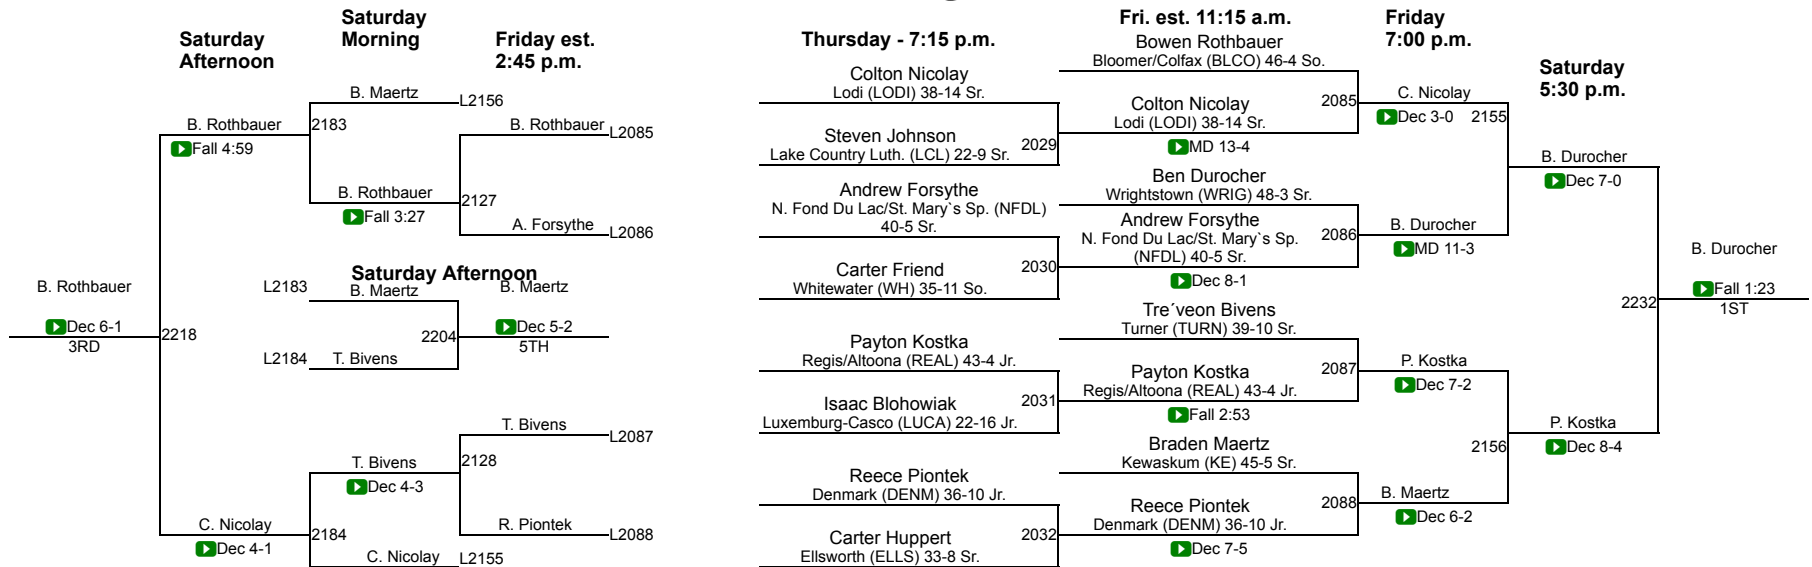 Saturday
Afternoon
Saturday
Morning
Friday est.
2:45 p.m.
B. Maertz
L2156
B. Rothbauer
2183
Fall 4:59
B. Rothbauer
L2085
B. Rothbauer
2127
Fall 3:27
A. Forsythe
L2086
Saturday Afternoon
L2183
B. Maertz
B. Maertz
B. Rothbauer
Dec 6-1
3RD
2218
2204
Dec 5-2
5TH
L2184
T. Bivens
T. Bivens
L2087
T. Bivens
2128
Dec 4-3
C. Nicolay
2184
Dec 4-1
R. Piontek
L2088
C. Nicolay
L2155
Thursday - 7:15 p.m.
Colton Nicolay
Lodi (LODI) 38-14 Sr.
Steven Johnson
Lake Country Luth. (LCL) 22-9 Sr.
2029
Andrew Forsythe
N. Fond Du Lac/St. Mary`s Sp. (NFDL)
40-5 Sr.
Carter Friend
Whitewater (WH) 35-11 So.
2030
Payton Kostka
Regis/Altoona (REAL) 43-4 Jr.
Isaac Blohowiak
Luxemburg-Casco (LUCA) 22-16 Jr.
2031
Reece Piontek
Denmark (DENM) 36-10 Jr.
Carter Huppert
Ellsworth (ELLS) 33-8 Sr.
2032
Fri. est. 11:15 a.m.
Bowen Rothbauer
Bloomer/Colfax (BLCO) 46-4 So.
Colton Nicolay
Lodi (LODI) 38-14 Sr.
MD 13-4
2085
Ben Durocher
Wrightstown (WRIG) 48-3 Sr.
Andrew Forsythe
N. Fond Du Lac/St. Mary`s Sp.
(NFDL) 40-5 Sr.
Dec 8-1
2086
Tre´veon Bivens
Turner (TURN) 39-10 Sr.
Payton Kostka
Regis/Altoona (REAL) 43-4 Jr.
Fall 2:53
2087
Braden Maertz
Kewaskum (KE) 45-5 Sr.
Reece Piontek
Denmark (DENM) 36-10 Jr.
Dec 7-5
2088
Friday
7:00 p.m.
C. Nicolay
Dec 3-0
2155
B. Durocher
MD 11-3
P. Kostka
Dec 7-2
2156
B. Maertz
Dec 6-2
Saturday
5:30 p.m.
B. Durocher
Dec 7-0
P. Kostka
Dec 8-4
2232
B. Durocher
Fall 1:23
1ST